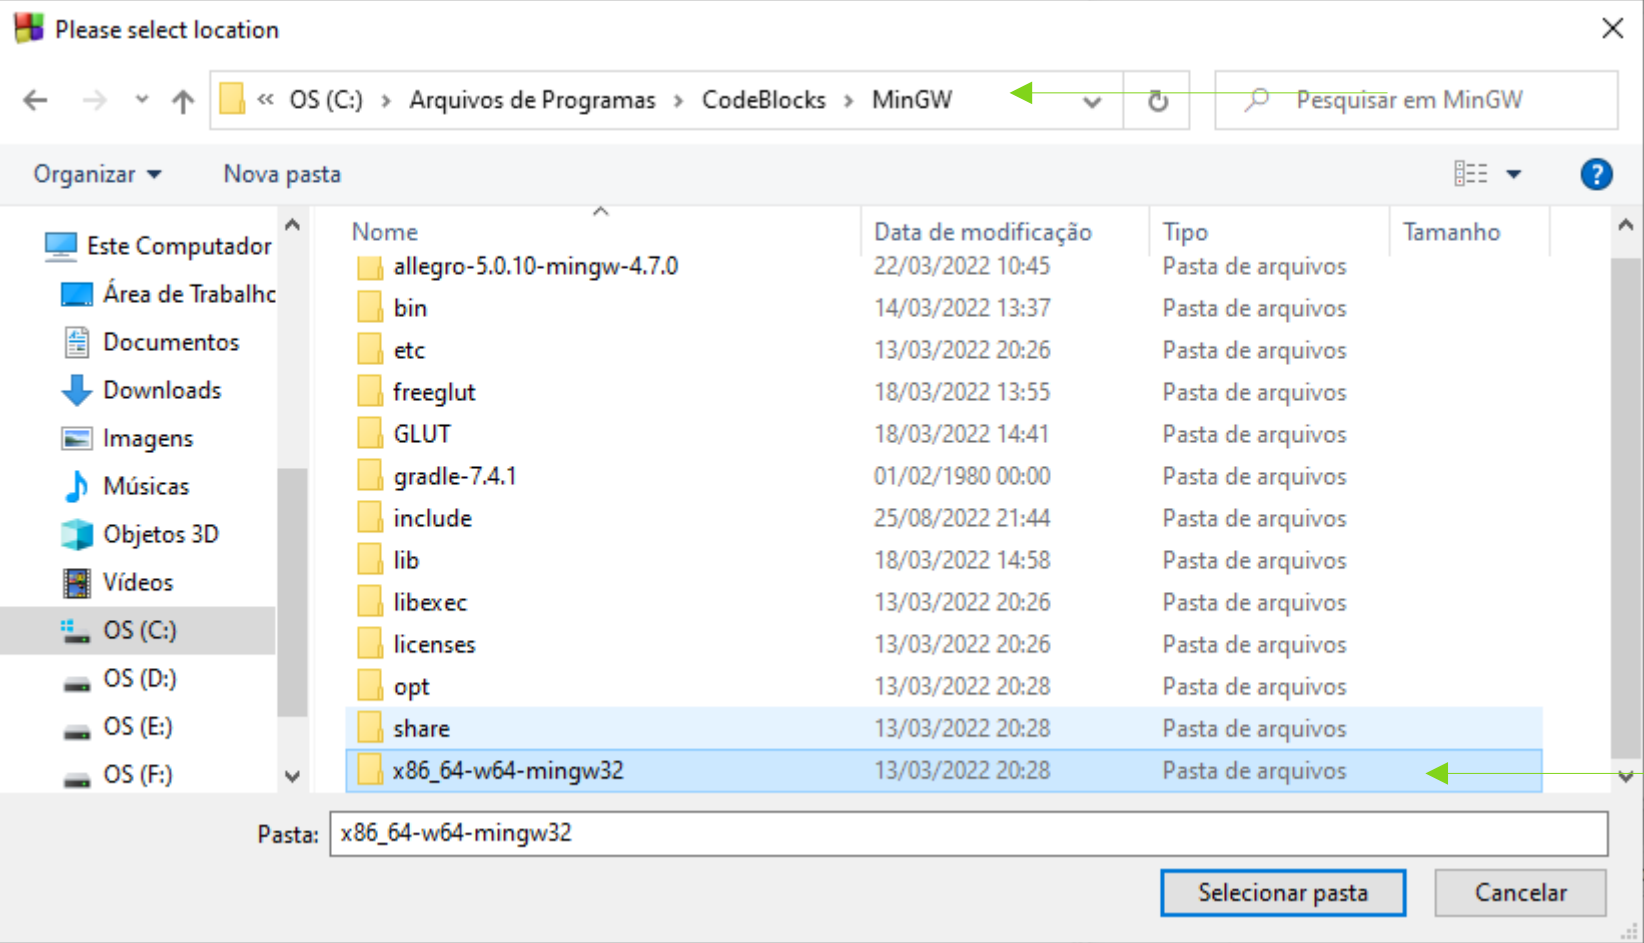 Please select location
« OS (C:) › Arquivos de Programas › CodeBlocks › MinGW
Pesquisar em MinGW
Organizar Nova pasta
?
Este Computador
Área de Trabalho
Documentos
Downloads
Imagens
Músicas
Objetos 3D
Vídeos
OS (C:)
OS (D:)
OS (E:)
OS (F:)
Nome Data de modificação Tipo Tamanho
allegro-5.0.10-mingw-4.7.0 22/03/2022 10:45 Pasta de arquivos
bin 14/03/2022 13:37 Pasta de arquivos
etc 13/03/2022 20:26 Pasta de arquivos
freeglut 18/03/2022 13:55 Pasta de arquivos
GLUT 18/03/2022 14:41 Pasta de arquivos
gradle-7.4.1 01/02/1980 00:00 Pasta de arquivos
include 25/08/2022 21:44 Pasta de arquivos
lib 18/03/2022 14:58 Pasta de arquivos
libexec 13/03/2022 20:26 Pasta de arquivos
licenses 13/03/2022 20:26 Pasta de arquivos
opt 13/03/2022 20:28 Pasta de arquivos
share 13/03/2022 20:28 Pasta de arquivos
x86_64-w64-mingw32 13/03/2022 20:28 Pasta de arquivos
Pasta: x86_64-w64-mingw32
Selecionar pasta Cancelar